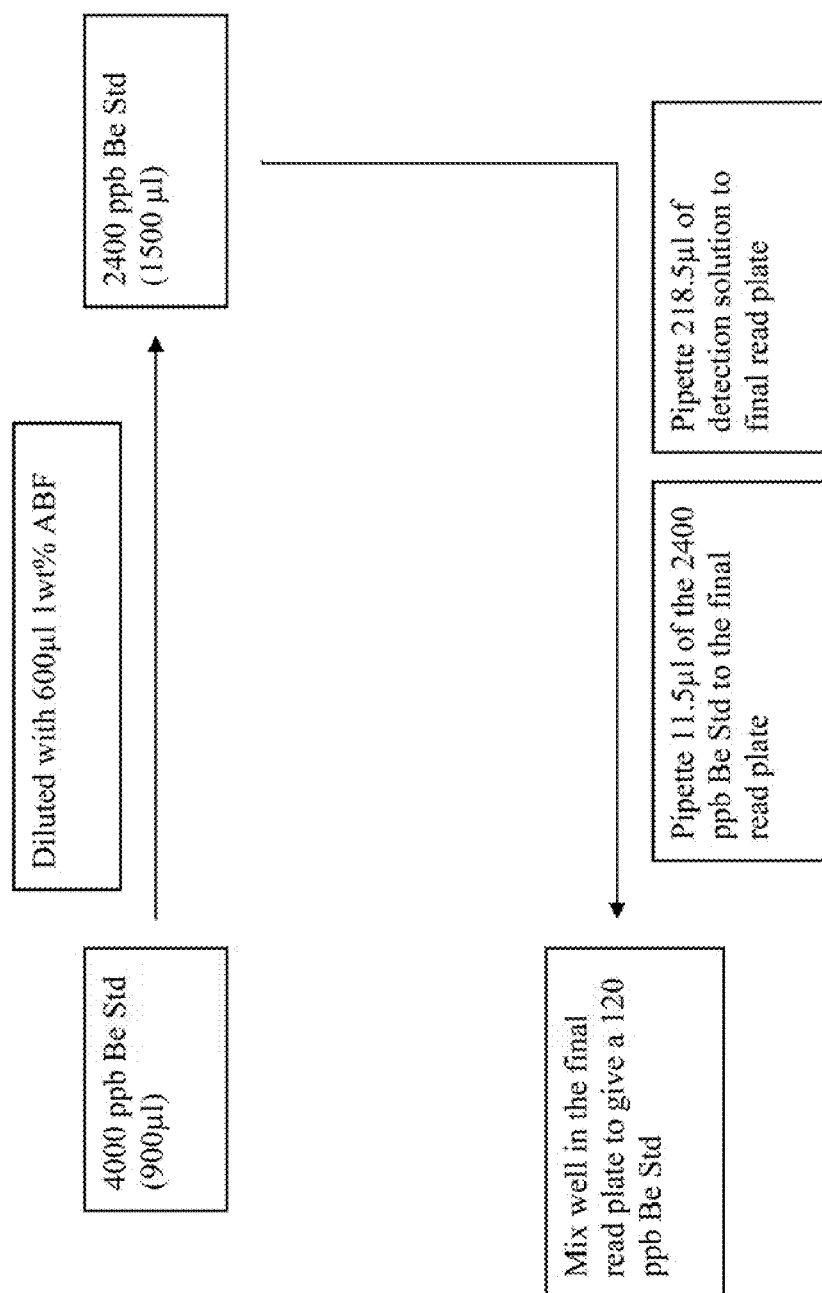 4000 ppb Be Std
(900µl)
Diluted with 600µl 1wt% ABF
2400 ppb Be Std
(1500 µl)
Pipette 11.5µl of the 2400
ppb Be Std to the final
read plate
Pipette 218.5µl of
detection solution to
final read plate
Mix well in the final
read plate to give a 120
ppb Be Std